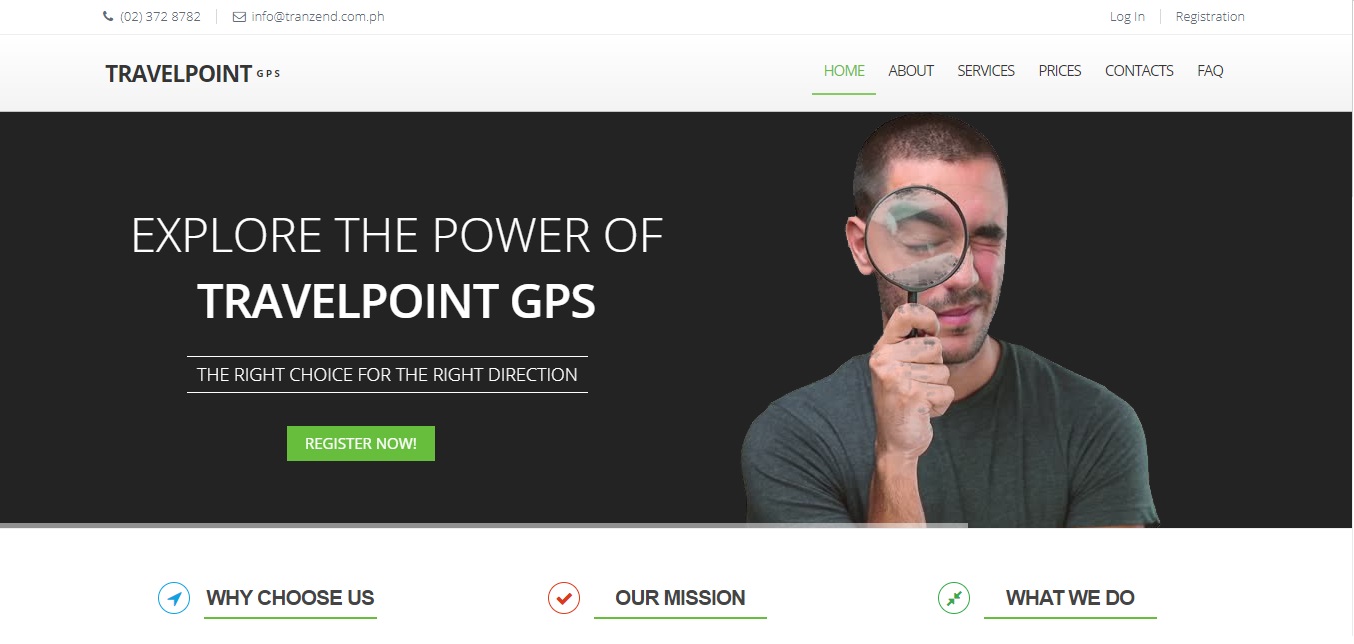 (02) 372 8782 info@tranzend.com.ph Log In Registration
TRAVELPOINT GPS HOME ABOUT SERVICES PRICES CONTACTS FAQ
EXPLORE THE POWER OF
TRAVELPOINT GPS
THE RIGHT CHOICE FOR THE RIGHT DIRECTION
REGISTER NOW!
WHY CHOOSE US OUR MISSION WHAT WE DO